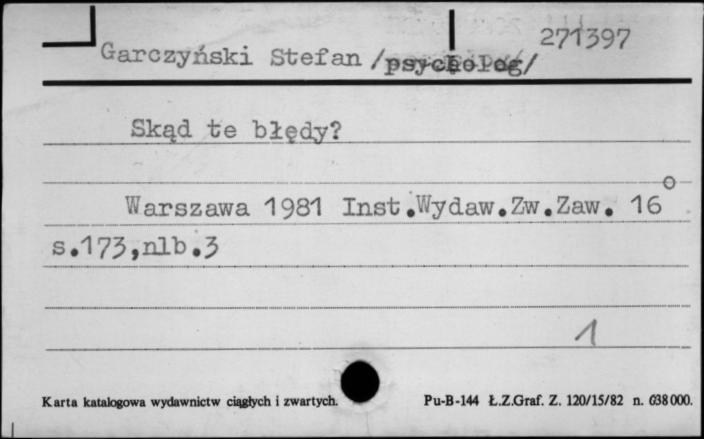 271397
Garczyński Stefan /psycholog/
Skąd te błędy?
Warszawa 1981 Inst.Wydaw.Zw.Zaw. 16°
s.173,nlb.3
1
Karta katalogowa wydawnictw ciągłych i zwartych. Pu-B-144 Ł.Z.Graf. Z. 120/15/82 n. 638000.